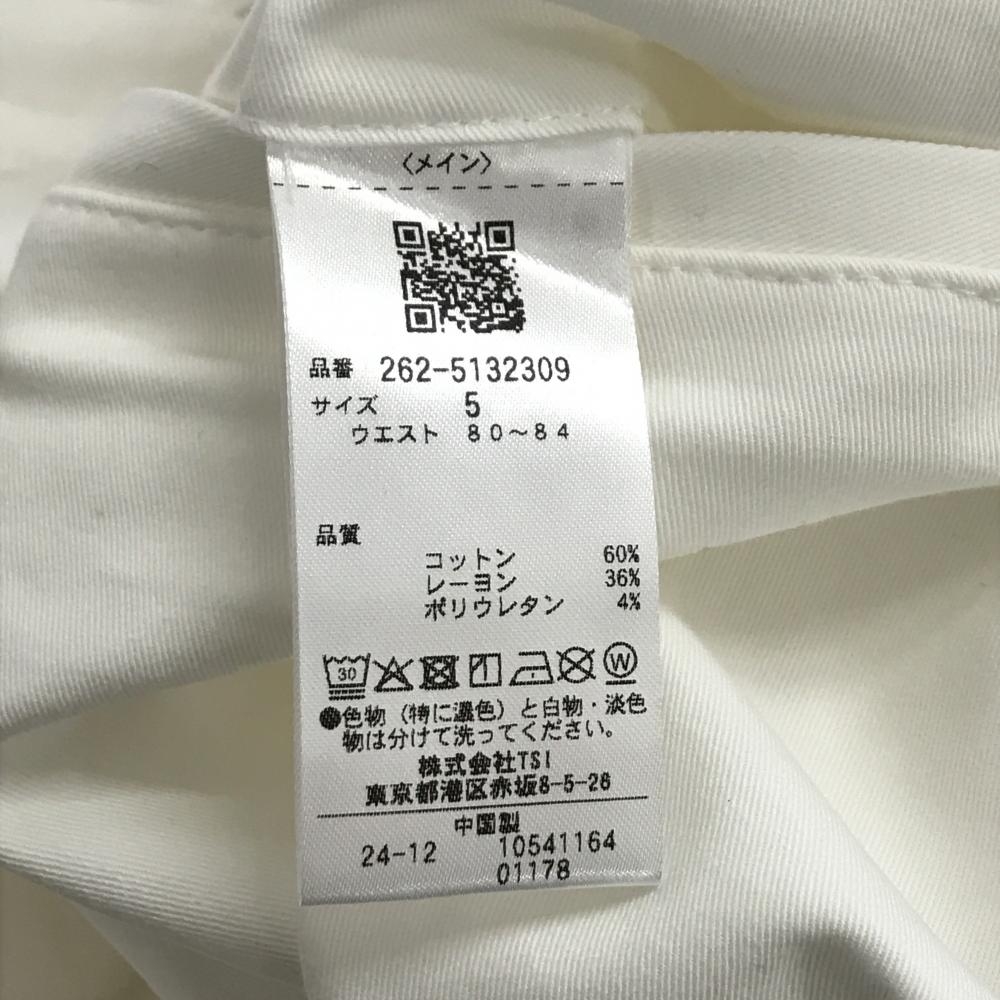 〈メイン〉
品番 262-5132309
サイズ 5
ウエスト 80～84
品質
コットン 60%
レーヨン 36%
ポリウレタン 4%
30 W
●色物（特に濃色）と白物・淡色
物は分けて洗ってください。
株式会社TSI
東京都港区赤坂8-5-28
中国製
24-12 10541164
01178